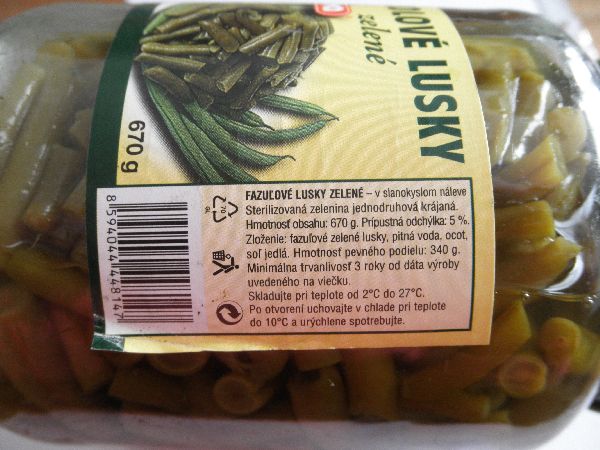 LUSKY
zelené
670 g
FAZUĽOVÉ LUSKY ZELENÉ – v slanokyslom náleve
Sterilizovaná zelenina jednodruhová krájaná.
Hmotnosť obsahu: 670 g. Prípustná odchýlka: 5 %.
Zloženie: fazuľové zelené lusky, pitná voda, ocot,
soľ jedlá. Hmotnosť pevného podielu: 340 g.
Minimálna trvanlivosť 3 roky od dáta výroby
uvedeného na viečku.
Skladujte pri teplote od 2°C do 27°C.
Po otvorení uchovajte v chlade pri teplote
do 10°C a urýchlene spotrebujte.
70
8594044448147